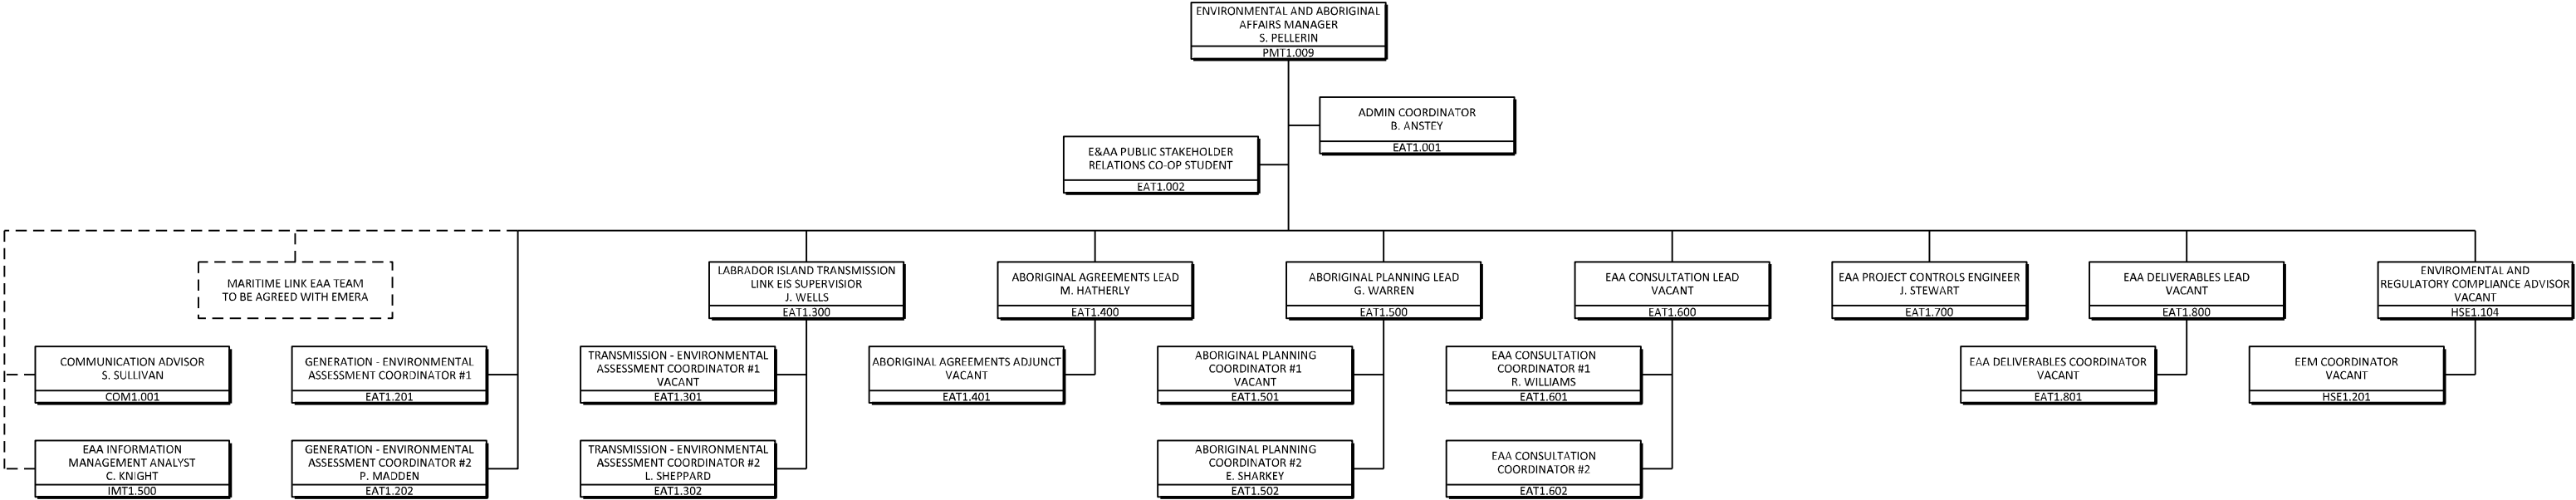 ENVIRONMENTAL AND ABORIGINAL
AFFAIRS MANAGER
S. PELLERIN
PMT1.009
ADMIN COORDINATOR
B. ANSTEY
EAT1.001
E&AA PUBLIC STAKEHOLDER
RELATIONS CO-OP STUDENT
EAT1.002
MARITIME LINK EAA TEAM
TO BE AGREED WITH EMERA
LABRADOR ISLAND TRANSMISSION
LINK EIS SUPERVISIOR
J. WELLS
EAT1.300
ABORIGINAL AGREEMENTS LEAD
M. HATHERLY
EAT1.400
ABORIGINAL PLANNING LEAD
G. WARREN
EAT1.500
EAA CONSULTATION LEAD
VACANT
EAT1.600
EAA PROJECT CONTROLS ENGINEER
J. STEWART
EAT1.700
EAA DELIVERABLES LEAD
VACANT
EAT1.800
ENVIROMENTAL AND
REGULATORY COMPLIANCE ADVISOR
VACANT
HSE1.104
COMMUNICATION ADVISOR
S. SULLIVAN
COM1.001
GENERATION - ENVIRONMENTAL
ASSESSMENT COORDINATOR #1
EAT1.201
TRANSMISSION - ENVIRONMENTAL
ASSESSMENT COORDINATOR #1
VACANT
EAT1.301
ABORIGINAL AGREEMENTS ADJUNCT
VACANT
EAT1.401
ABORIGINAL PLANNING
COORDINATOR #1
VACANT
EAT1.501
EAA CONSULTATION
COORDINATOR #1
R. WILLIAMS
EAT1.601
EAA DELIVERABLES COORDINATOR
VACANT
EAT1.801
EEM COORDINATOR
VACANT
HSE1.201
EAA INFORMATION
MANAGEMENT ANALYST
C. KNIGHT
IMT1.500
GENERATION - ENVIRONMENTAL
ASSESSMENT COORDINATOR #2
P. MADDEN
EAT1.202
TRANSMISSION - ENVIRONMENTAL
ASSESSMENT COORDINATOR #2
L. SHEPPARD
EAT1.302
ABORIGINAL PLANNING
COORDINATOR #2
E. SHARKEY
EAT1.502
EAA CONSULTATION
COORDINATOR #2
EAT1.602